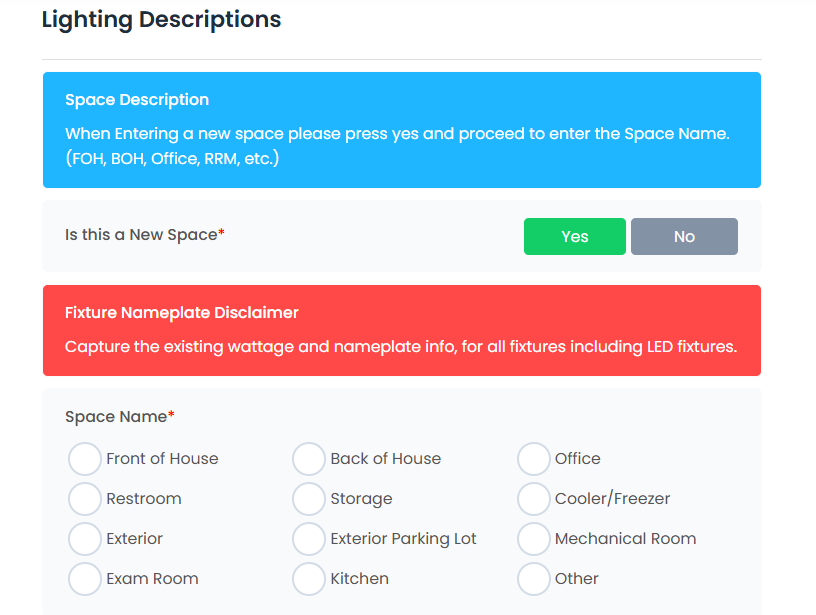 Lighting Descriptions
Space Description
When Entering a new space please press yes and proceed to enter the Space Name.
(FOH, BOH, Office, RRM, etc.)
Is this a New Space* Yes No
Fixture Nameplate Disclaimer
Capture the existing wattage and nameplate info, for all fixtures including LED fixtures.
Space Name*
Front of House Back of House Office
Restroom Storage Cooler/Freezer
Exterior Exterior Parking Lot Mechanical Room
Exam Room Kitchen Other